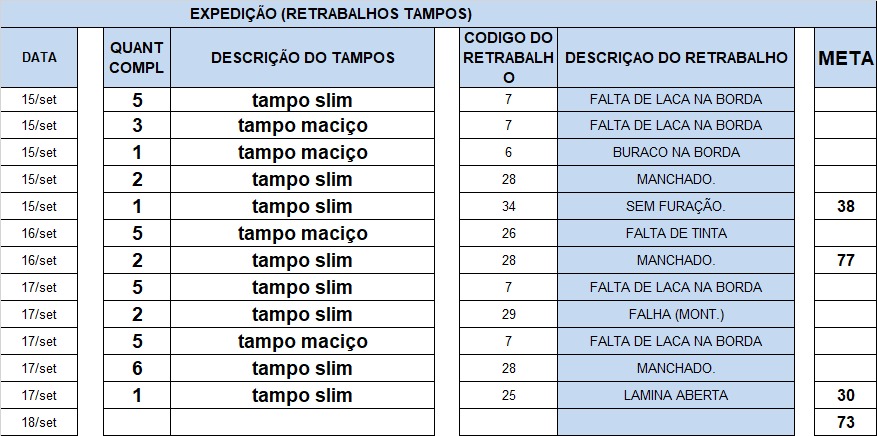 EXPEDIÇÃO (RETRABALHOS TAMPOS)
DATA QUANT COMPL DESCRIÇÃO DO TAMPOS CODIGO DO RETRABALHO DESCRIÇAO DO RETRABALHO META
15/set 5 tampo slim 7 FALTA DE LACA NA BORDA
15/set 3 tampo maciço 7 FALTA DE LACA NA BORDA
15/set 1 tampo maciço 6 BURACO NA BORDA
15/set 2 tampo slim 28 MANCHADO.
15/set 1 tampo slim 34 SEM FURAÇÃO. 38
16/set 5 tampo maciço 26 FALTA DE TINTA
16/set 2 tampo slim 28 MANCHADO. 77
17/set 5 tampo slim 7 FALTA DE LACA NA BORDA
17/set 2 tampo slim 29 FALHA (MONT.)
17/set 5 tampo maciço 7 FALTA DE LACA NA BORDA
17/set 6 tampo slim 28 MANCHADO.
17/set 1 tampo slim 25 LAMINA ABERTA 30
18/set 73